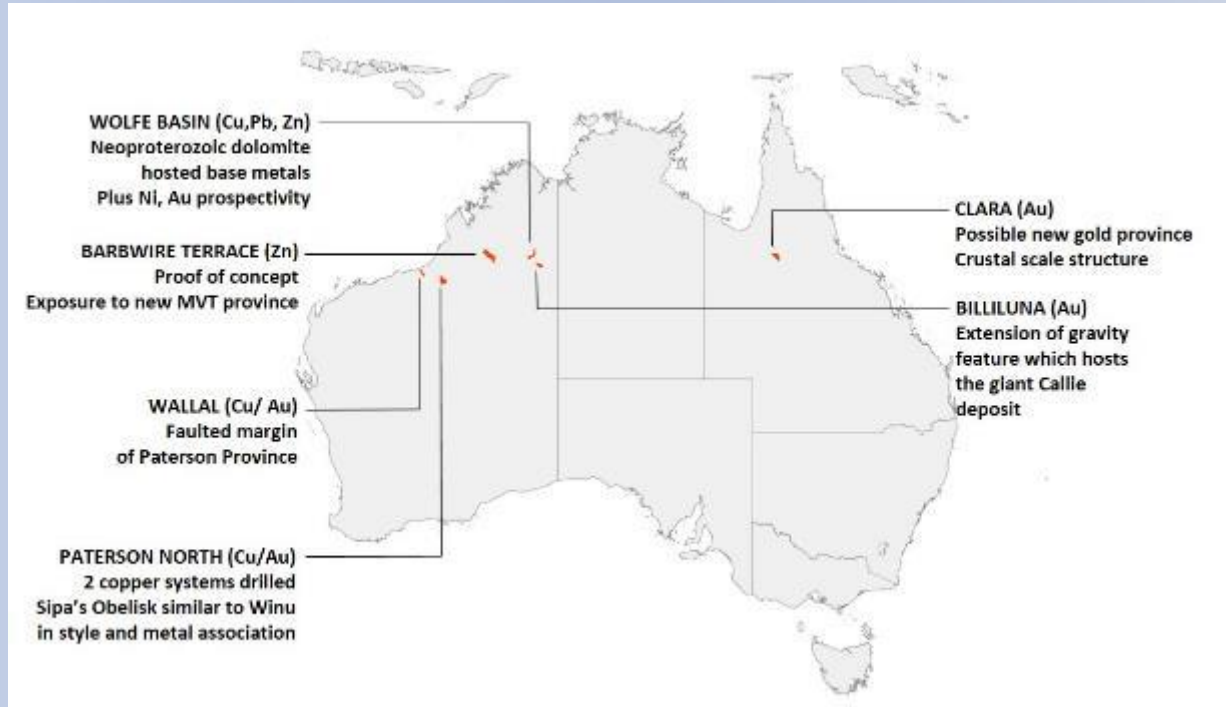 WOLFE BASIN (Cu,Pb, Zn)
Neoproterozoic dolomite
hosted base metals
Plus Ni, Au prospectivity
BARBWIRE TERRACE (Zn)
Proof of concept
Exposure to new MVT province
WALLAL (Cu/ Au)
Faulted margin
of Paterson Province
PATERSON NORTH (Cu/Au)
2 copper systems drilled
Sipa's Obelisk similar to Winu
in style and metal association
CLARA (Au)
Possible new gold province
Crustal scale structure
BILLILUNA (Au)
Extension of gravity
feature which hosts
the giant Callie
deposit